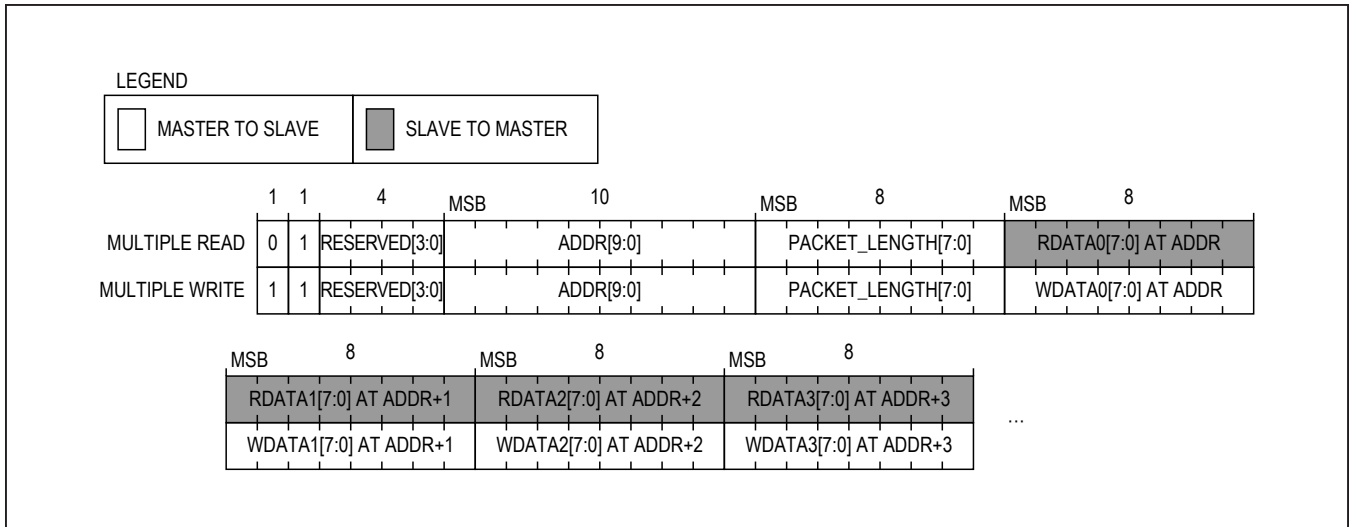 LEGEND
MASTER TO SLAVE SLAVE TO MASTER
1 1 4 MSB 10 MSB 8 MSB 8
MULTIPLE READ 0 1 RESERVED[3:0] ADDR[9:0] PACKET_LENGTH[7:0] RDATA0[7:0] AT ADDR
MULTIPLE WRITE 1 1 RESERVED[3:0] ADDR[9:0] PACKET_LENGTH[7:0] WDATA0[7:0] AT ADDR
MSB 8 MSB 8 MSB 8
RDATA1[7:0] AT ADDR+1 RDATA2[7:0] AT ADDR+2 RDATA3[7:0] AT ADDR+3
WDATA1[7:0] AT ADDR+1 WDATA2[7:0] AT ADDR+2 WDATA3[7:0] AT ADDR+3
...